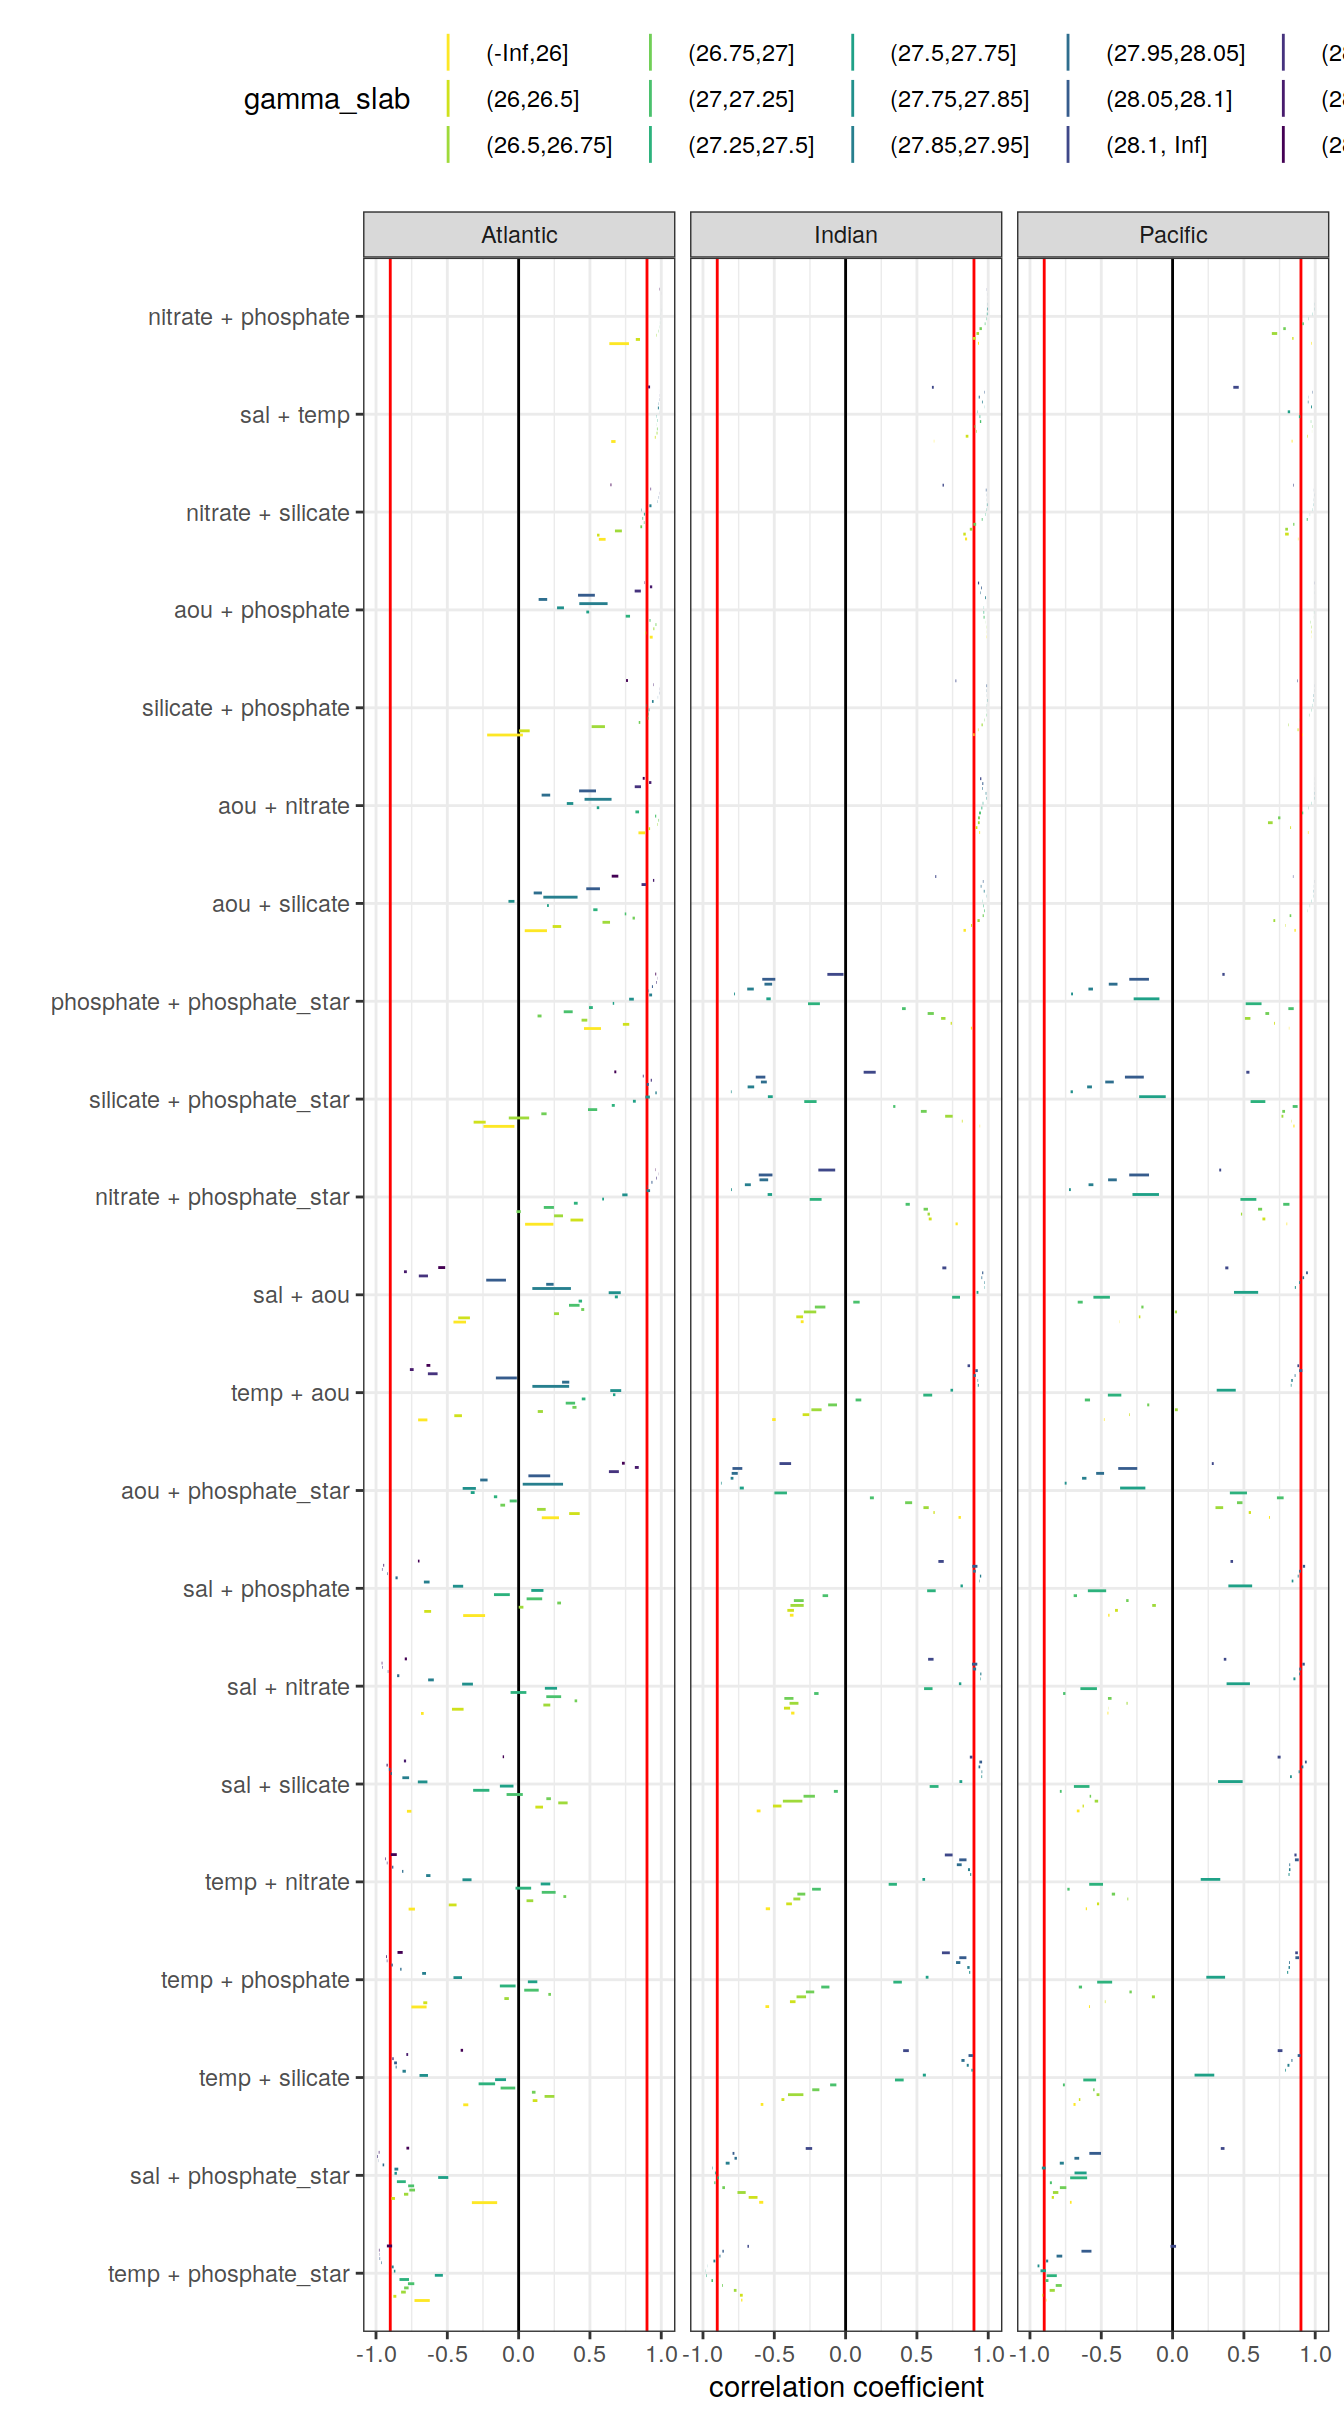 (-Inf,26] (26.75,27] (27.5,27.75] (27.95,28.05] (2
gamma_slab (26,26.5] (27,27.25] (27.75,27.85] (28.05,28.1] (2
(26.5,26.75] (27.25,27.5] (27.85,27.95] (28.1, Inf] (2
Atlantic Indian Pacific
nitrate + phosphate
sal + temp
nitrate + silicate
aou + phosphate
silicate + phosphate
aou + nitrate
aou + silicate
phosphate + phosphate_star
silicate + phosphate_star
nitrate + phosphate_star
sal + aou
temp + aou
aou + phosphate_star
sal + phosphate
sal + nitrate
sal + silicate
temp + nitrate
temp + phosphate
temp + silicate
sal + phosphate_star
temp + phosphate_star
-1.0 -0.5 0.0 0.5 1.0 -1.0 -0.5 0.0 0.5 1.0 -1.0 -0.5 0.0 0.5 1.0
correlation coefficient